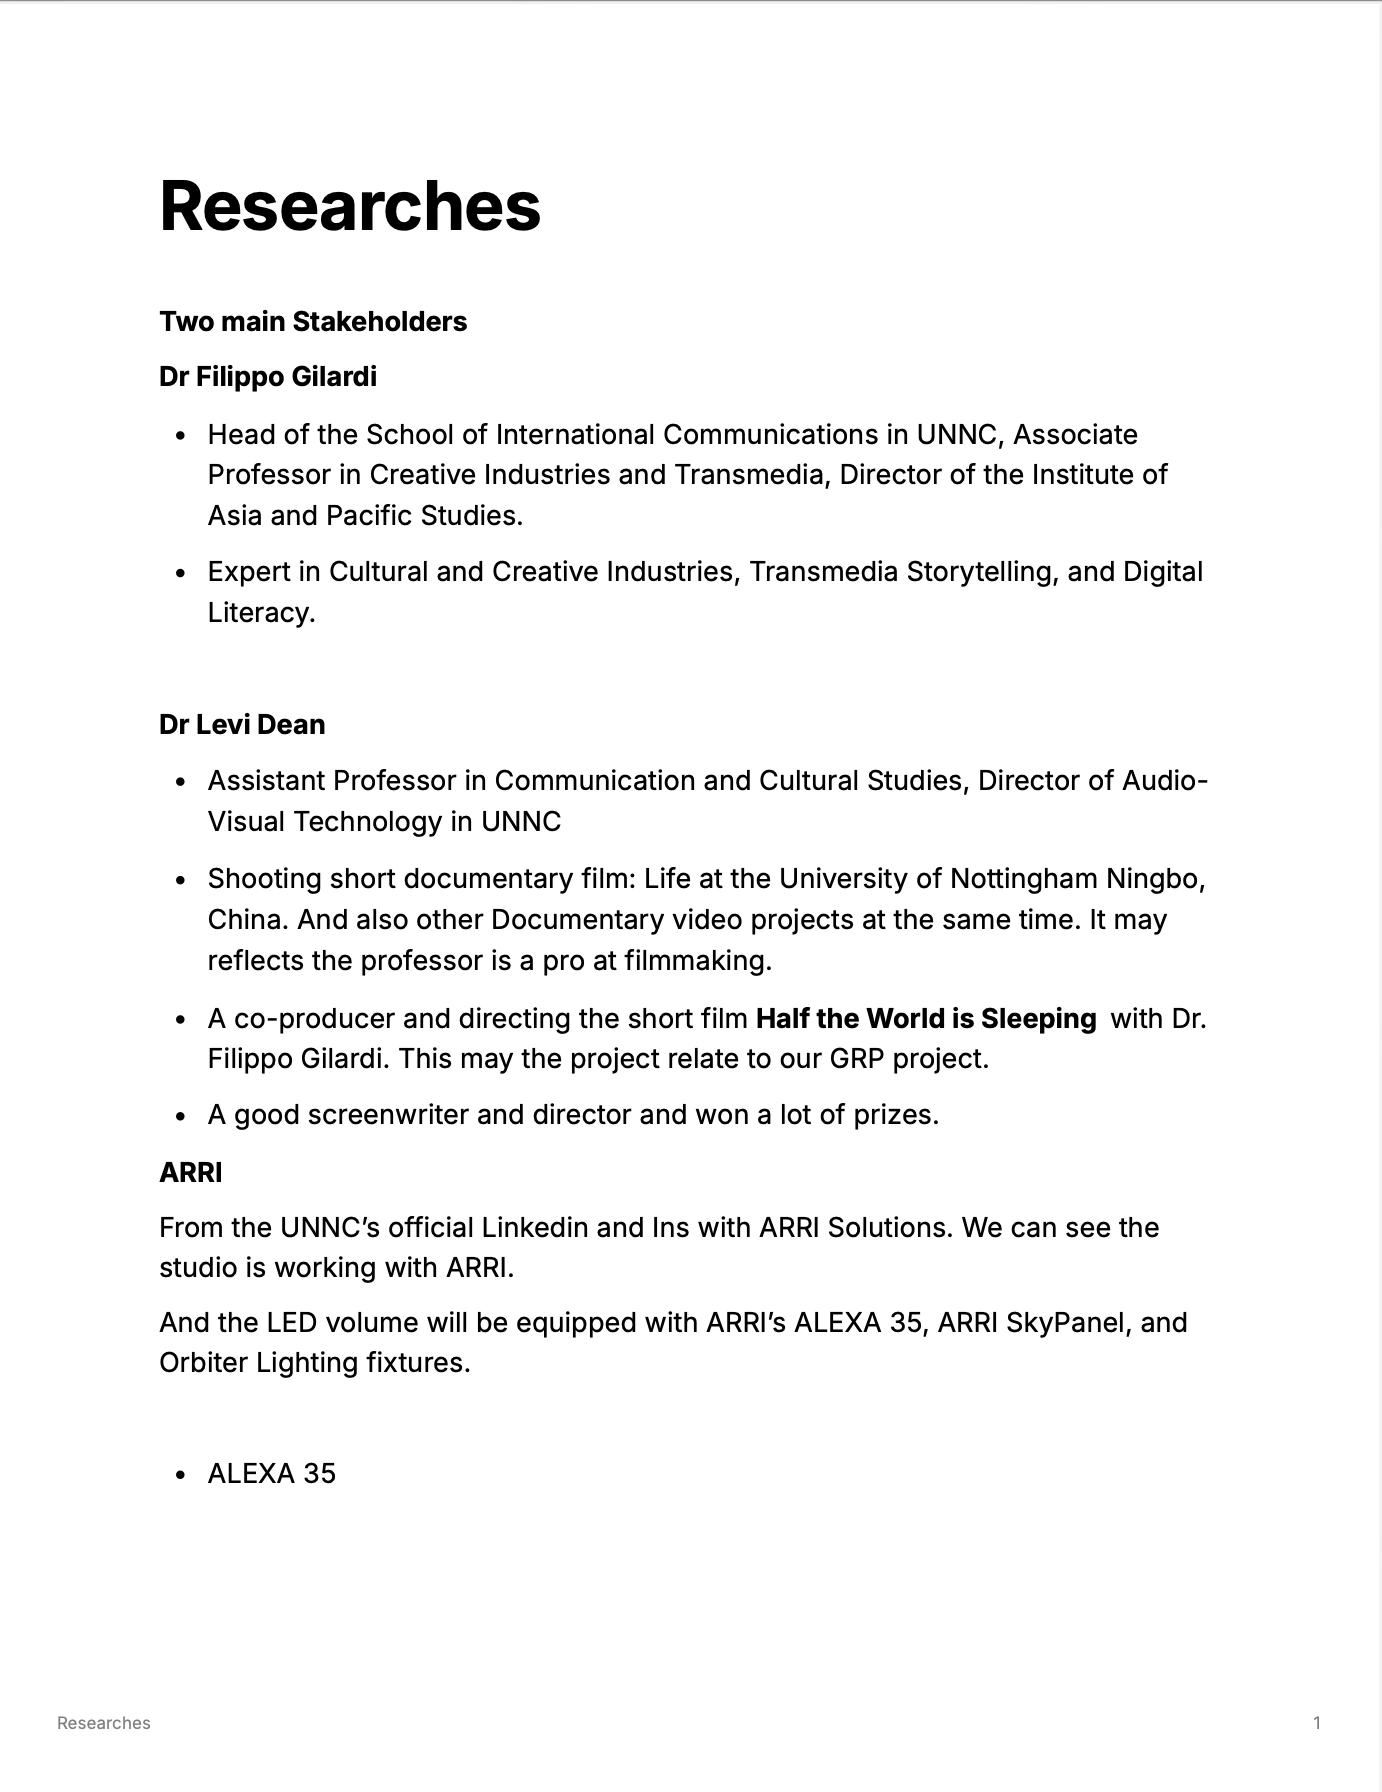 Researches
Two main Stakeholders
Dr Filippo Gilardi
• Head of the School of International Communications in UNNC, Associate
Professor in Creative Industries and Transmedia, Director of the Institute of
Asia and Pacific Studies.
• Expert in Cultural and Creative Industries, Transmedia Storytelling, and Digital
Literacy.
Dr Levi Dean
• Assistant Professor in Communication and Cultural Studies, Director of Audio-
Visual Technology in UNNC
• Shooting short documentary film: Life at the University of Nottingham Ningbo,
China. And also other Documentary video projects at the same time. It may
reflects the professor is a pro at filmmaking.
• A co-producer and directing the short film Half the World is Sleeping with Dr.
Filippo Gilardi. This may the project relate to our GRP project.
• A good screenwriter and director and won a lot of prizes.
ARRI
From the UNNC’s official Linkedin and Ins with ARRI Solutions. We can see the
studio is working with ARRI.
And the LED volume will be equipped with ARRI’s ALEXA 35, ARRI SkyPanel, and
Orbiter Lighting fixtures.
• ALEXA 35
Researches 1